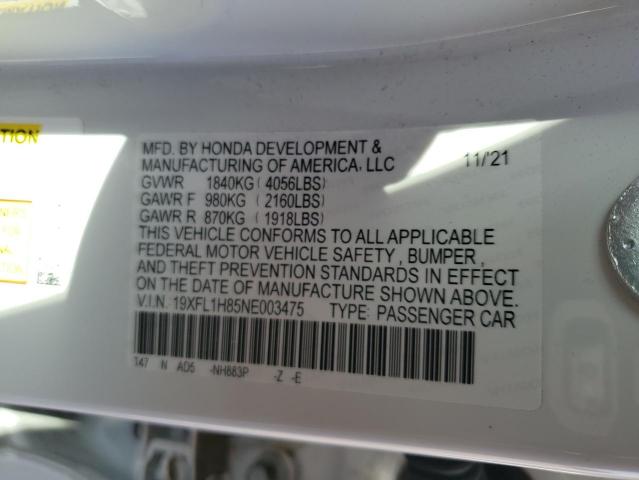 TION
MFD. BY HONDA DEVELOPMENT &
MANUFACTURING OF AMERICA, LLC 11/'21
GVWR 1840KG ( 4056LBS)
GAWR F 980KG ( 2160LBS)
GAWR R 870KG ( 1918LBS)
THIS VEHICLE CONFORMS TO ALL APPLICABLE
FEDERAL MOTOR VEHICLE SAFETY , BUMPER ,
AND THEFT PREVENTION STANDARDS IN EFFECT
ON THE DATE OF MANUFACTURE SHOWN ABOVE.
V.I.N. 19XFL1H85NE003475 TYPE: PASSENGER CAR
T47 N AD5 -NH883P -Z -E